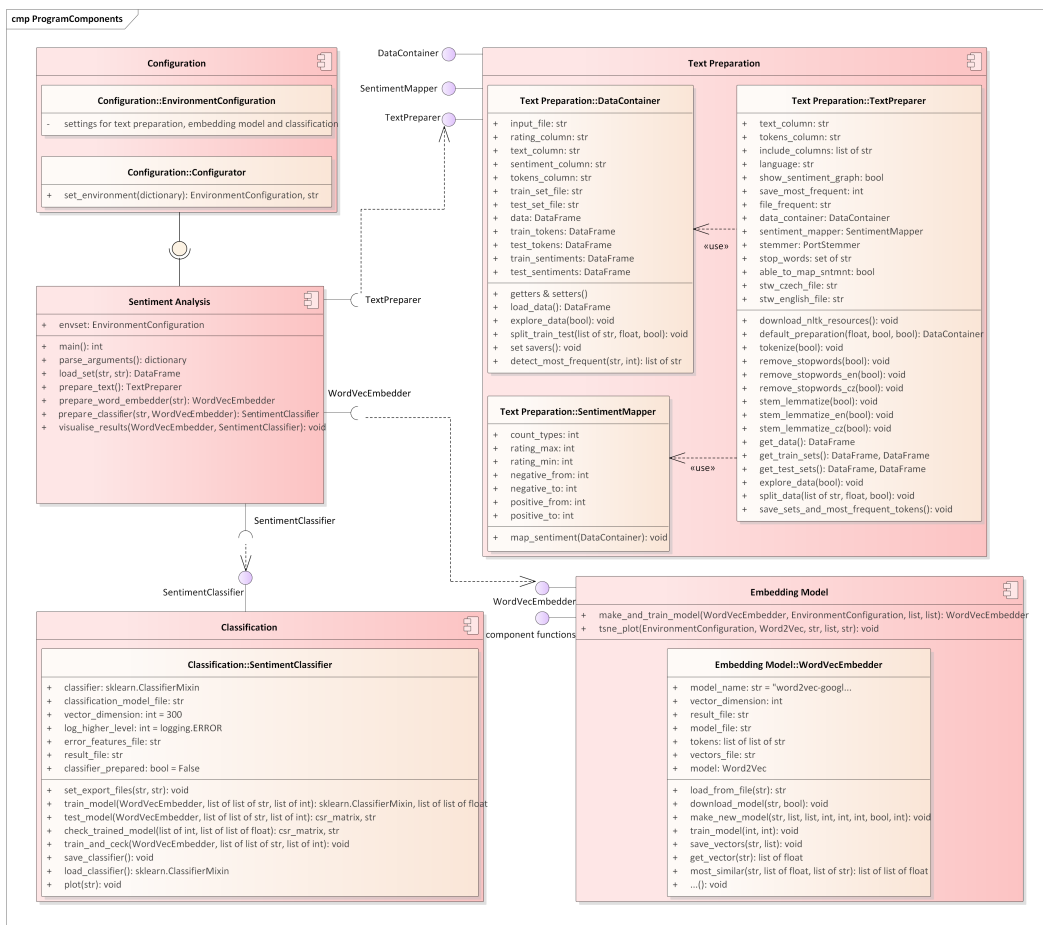 cmp ProgramComponents
Configuration
Configuration::EnvironmentConfiguration
- settings for text preparation, embedding model and classification
Configuration::Configurator
+ set_environment(dictionary): EnvironmentConfiguration, str
Sentiment Analysis
+ envset: EnvironmentConfiguration
+ main(): int
+ parse_arguments(): dictionary
+ load_set(str, str): DataFrame
+ prepare_text(): TextPreparer
+ prepare_word_embedder(str): WordVecEmbedder
+ prepare_classifier(str, WordVecEmbedder): SentimentClassifier
+ visualise_results(WordVecEmbedder, SentimentClassifier): void
DataContainer
SentimentMapper
TextPreparer
TextPreparer
WordVecEmbedder
SentimentClassifier
SentimentClassifier
Text Preparation
Text Preparation::DataContainer
+ input_file: str
+ rating_column: str
+ text_column: str
+ sentiment_column: str
+ tokens_column: str
+ train_set_file: str
+ test_set_file: str
+ data: DataFrame
+ train_tokens: DataFrame
+ test_tokens: DataFrame
+ train_sentiments: DataFrame
+ test_sentiments: DataFrame
+ getters & setters()
+ load_data(): DataFrame
+ explore_data(bool): void
+ split_train_test(list of str, float, bool): void
+ set savers(): void
+ detect_most_frequent(str, int): list of str
«use»
Text Preparation::SentimentMapper
+ count_types: int
+ rating_max: int
+ rating_min: int
+ negative_from: int
+ negative_to: int
+ positive_from: int
+ positive_to: int
+ map_sentiment(DataContainer): void
«use»
Text Preparation::TextPreparer
+ text_column: str
+ tokens_column: str
+ include_columns: list of str
+ language: str
+ show_sentiment_graph: bool
+ save_most_frequent: int
+ file_frequent: str
+ data_container: DataContainer
+ sentiment_mapper: SentimentMapper
+ stemmer: PortStemmer
+ stop_words: set of str
+ able_to_map_sntmnt: bool
+ stw_czech_file: str
+ stw_english_file: str
+ download_nltk_resources(): void
+ default_preparation(float, bool, bool): DataContainer
+ tokenize(bool): void
+ remove_stopwords(bool): void
+ remove_stopwords_en(bool): void
+ remove_stopwords_cz(bool): void
+ stem_lemmatize(bool): void
+ stem_lemmatize_en(bool): void
+ stem_lemmatize_cz(bool): void
+ get_data(): DataFrame
+ get_train_sets(): DataFrame, DataFrame
+ get_test_sets(): DataFrame, DataFrame
+ explore_data(bool): void
+ split_data(list of str, float, bool): void
+ save_sets_and_most_frequent_tokens(): void
Classification
Classification::SentimentClassifier
+ classifier: sklearn.ClassifierMixin
+ classification_model_file: str
+ vector_dimension: int = 300
+ log_higher_level: int = logging.ERROR
+ error_features_file: str
+ result_file: str
+ classifier_prepared: bool = False
+ set_export_files(str, str): void
+ train_model(WordVecEmbedder, list of list of str, list of int): sklearn.ClassifierMixin, list of list of float
+ test_model(WordVecEmbedder, list of list of str, list of int): csr_matrix, str
+ check_trained_model(list of int, list of list of float): csr_matrix, str
+ train_and_ceck(WordVecEmbedder, list of list of str, list of int): void
+ save_classifier(): void
+ load_classifier(): sklearn.ClassifierMixin
+ plot(str): void
WordVecEmbedder
component functions
Embedding Model
+ make_and_train_model(WordVecEmbedder, EnvironmentConfiguration, list, list): WordVecEmbedder
+ tsne_plot(EnvironmentConfiguration, Word2Vec, str, list, str): void
Embedding Model::WordVecEmbedder
+ model_name: str = "word2vec-googl...
+ vector_dimension: int
+ result_file: str
+ model_file: str
+ tokens: list of list of str
+ vectors_file: str
+ model: Word2Vec
+ load_from_file(str): str
+ download_model(str, bool): void
+ make_new_model(str, list, list, int, int, int, bool, int): void
+ train_model(int, int): void
+ save_vectors(str, list): void
+ get_vector(str): list of float
+ most_similar(str, list of float, list of str): list of list of float
+ ...(): void